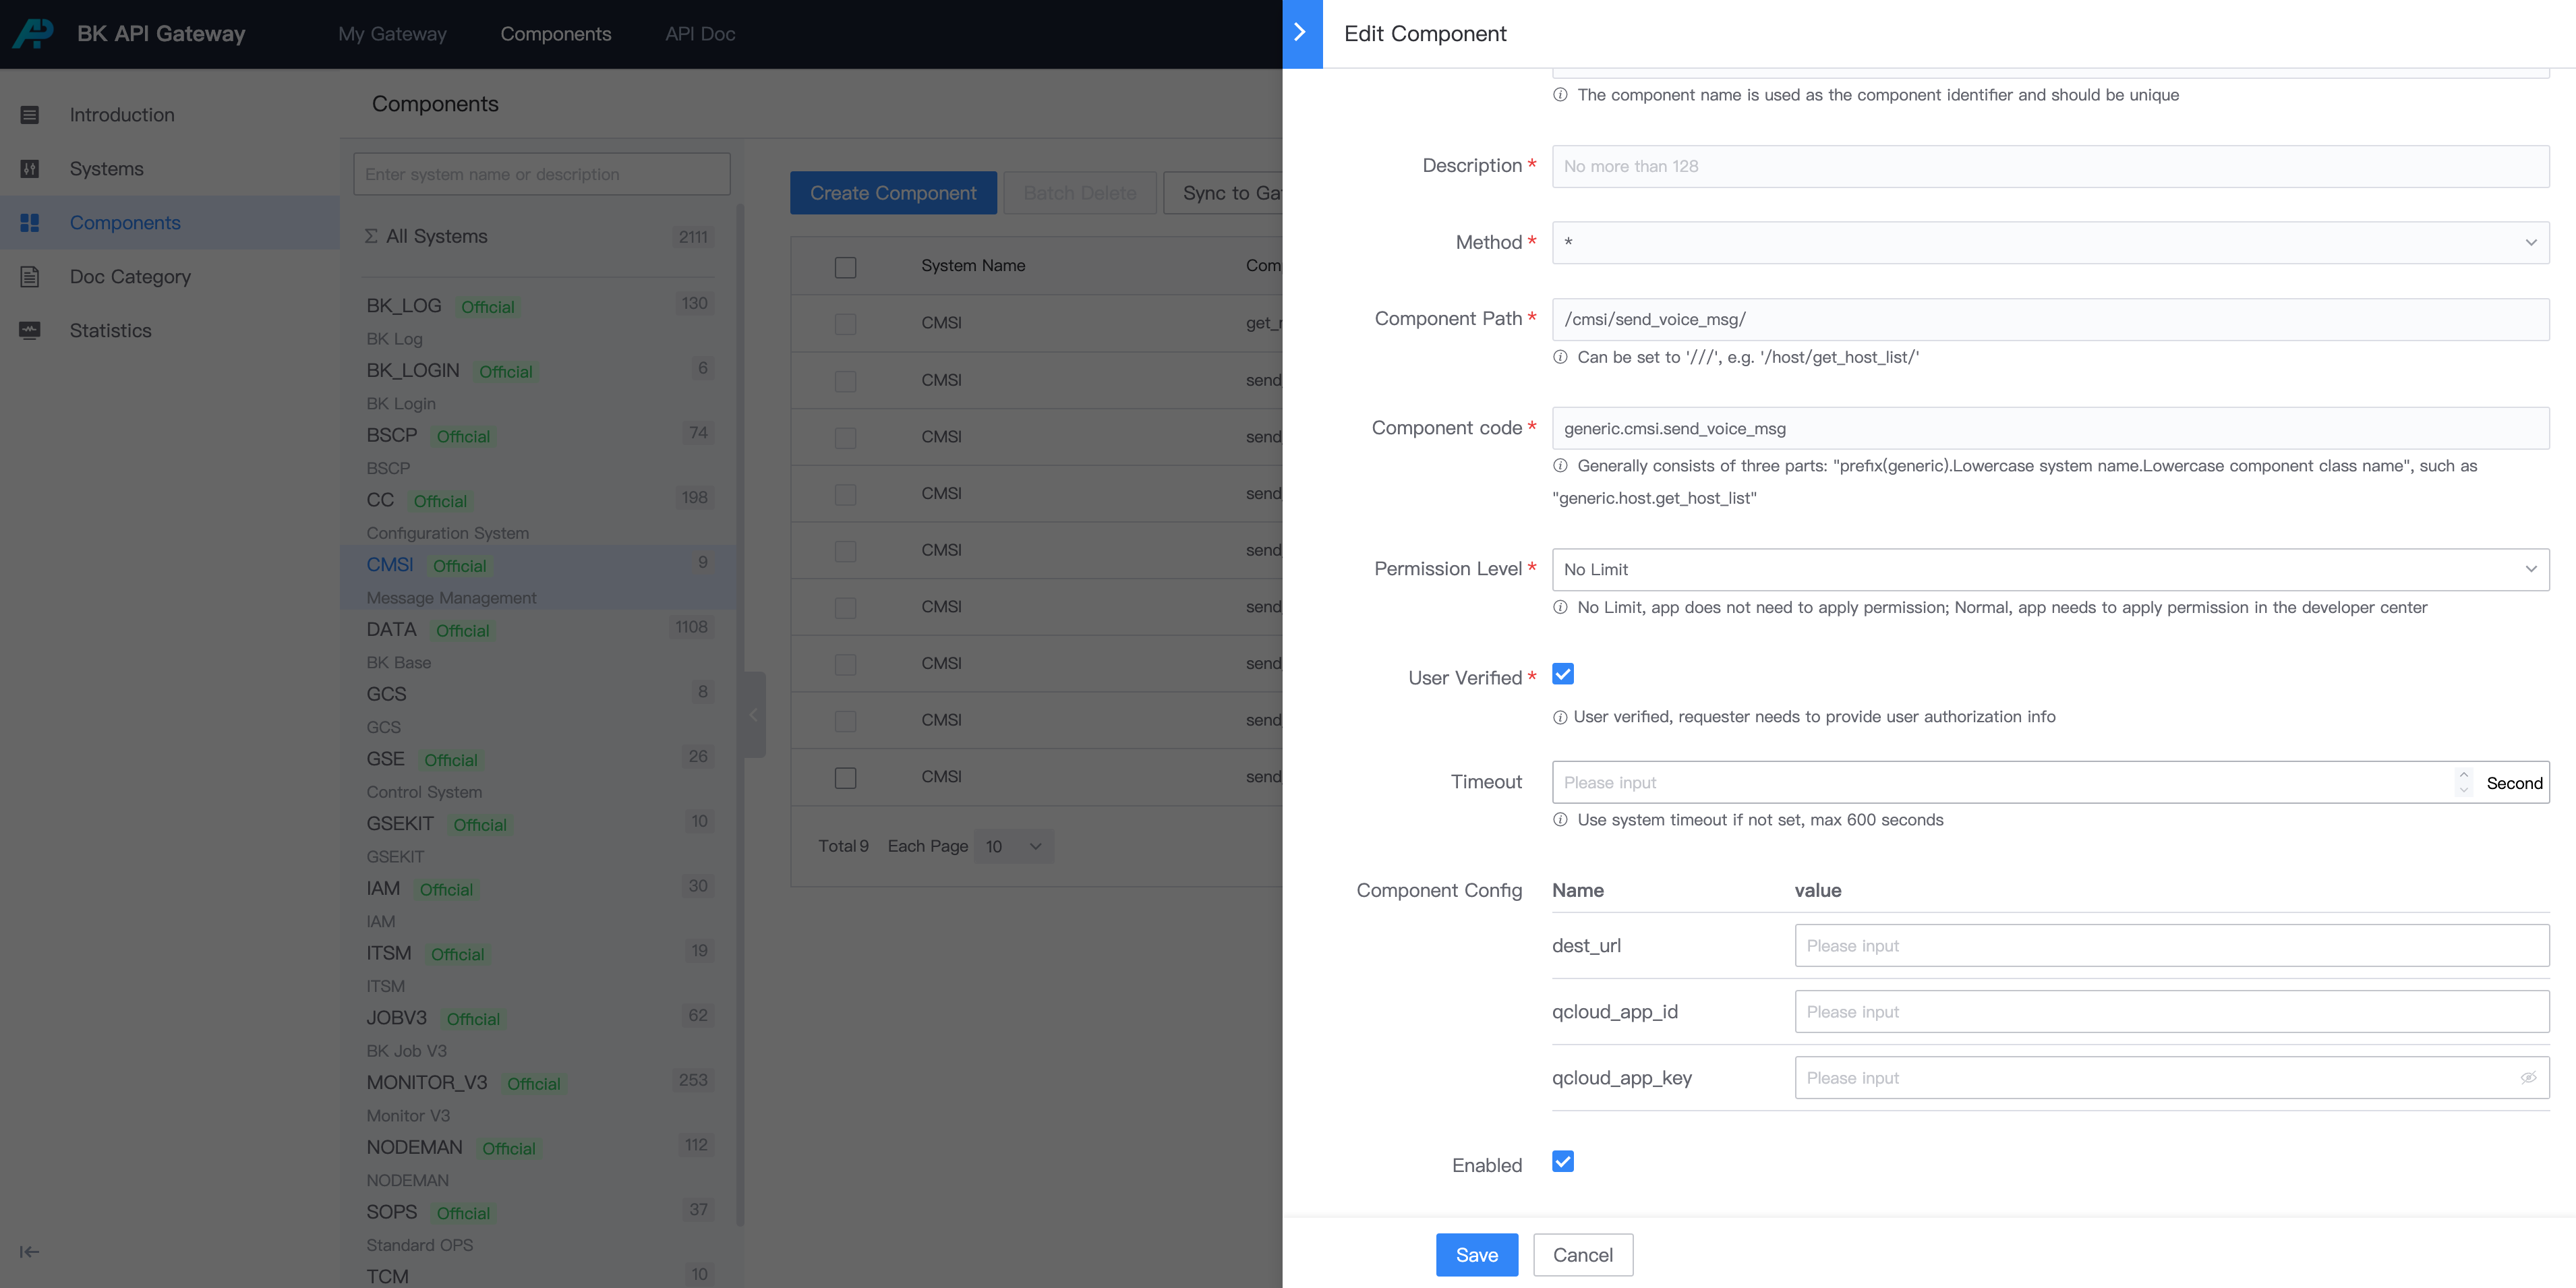 BK API Gateway
My Gateway
Components
API Doc
Introduction
Systems
Components
Doc Category
Statistics
Components
Enter system name or description
Σ All Systems 2111
BK_LOG Official 130
BK Log
BK_LOGIN Official 6
BK Login
BSCP Official 74
BSCP
CC Official 198
Configuration System
CMSI Official 9
Message Management
DATA Official 1108
BK Base
GCS 8
GCS
GSE Official 26
Control System
GSEKIT Official 10
GSEKIT
IAM Official 30
IAM
ITSM Official 19
ITSM
JOBV3 Official 62
BK Job V3
MONITOR_V3 Official 253
Monitor V3
NODEMAN Official 112
NODEMAN
SOPS Official 37
Standard OPS
TCM 10
Create Component
Batch Delete
Sync to Ga
System Name Com
CMSI get_r
CMSI send
CMSI send
CMSI send
CMSI send
CMSI send
CMSI send
CMSI send
CMSI send
Total 9 Each Page 10
Edit Component
The component name is used as the component identifier and should be unique
Description * No more than 128
Method * *
Component Path * /cmsi/send_voice_msg/
Can be set to '///', e.g. '/host/get_host_list/'
Component code * generic.cmsi.send_voice_msg
Generally consists of three parts: "prefix(generic).Lowercase system name.Lowercase component class name", such as
"generic.host.get_host_list"
Permission Level * No Limit
No Limit, app does not need to apply permission; Normal, app needs to apply permission in the developer center
User Verified *
User verified, requester needs to provide user authorization info
Timeout Please input Second
Use system timeout if not set, max 600 seconds
Component Config Name value
dest_url Please input
qcloud_app_id Please input
qcloud_app_key Please input
Enabled
Save Cancel